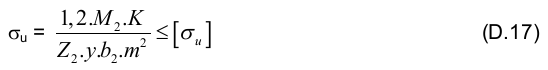 σu = 1,2.M₂.K / Z₂.y.b₂.m² ≤ [σᵤ] (D.17)